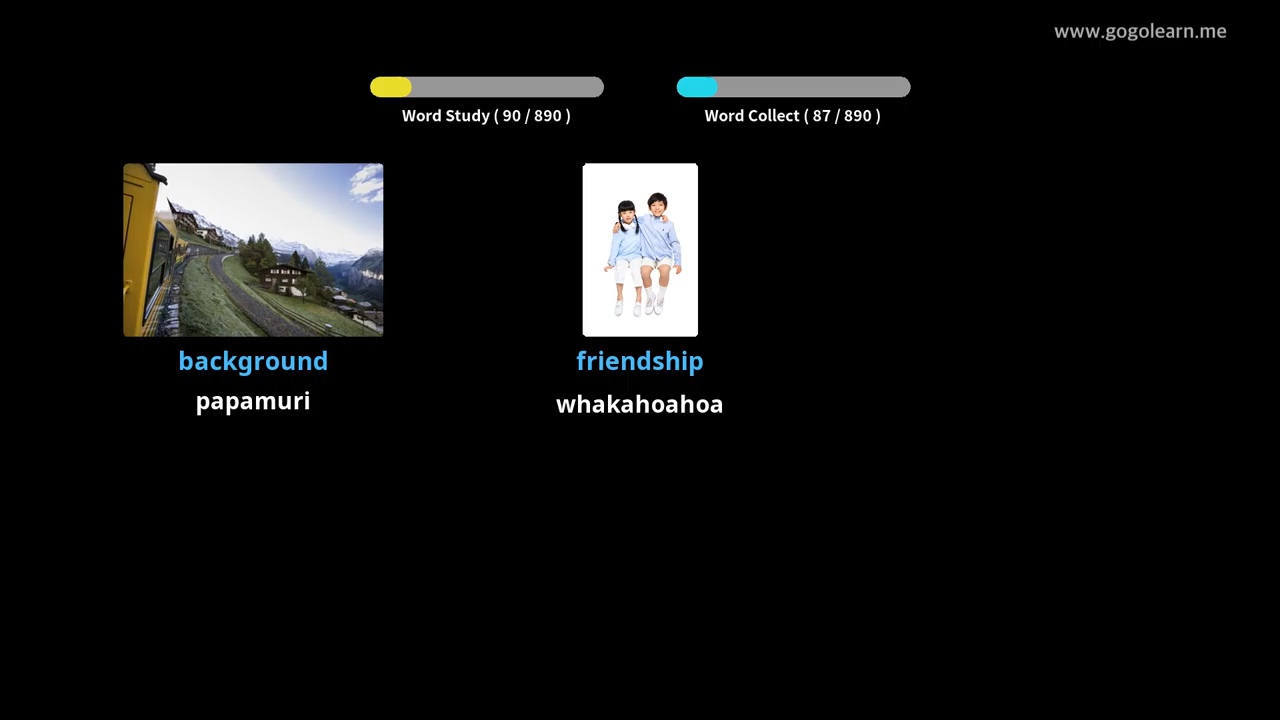 www.gogolearn.me
Word Study ( 90 / 890 )
Word Collect ( 87 / 890 )
background
papamuri
friendship
whakahoahoa